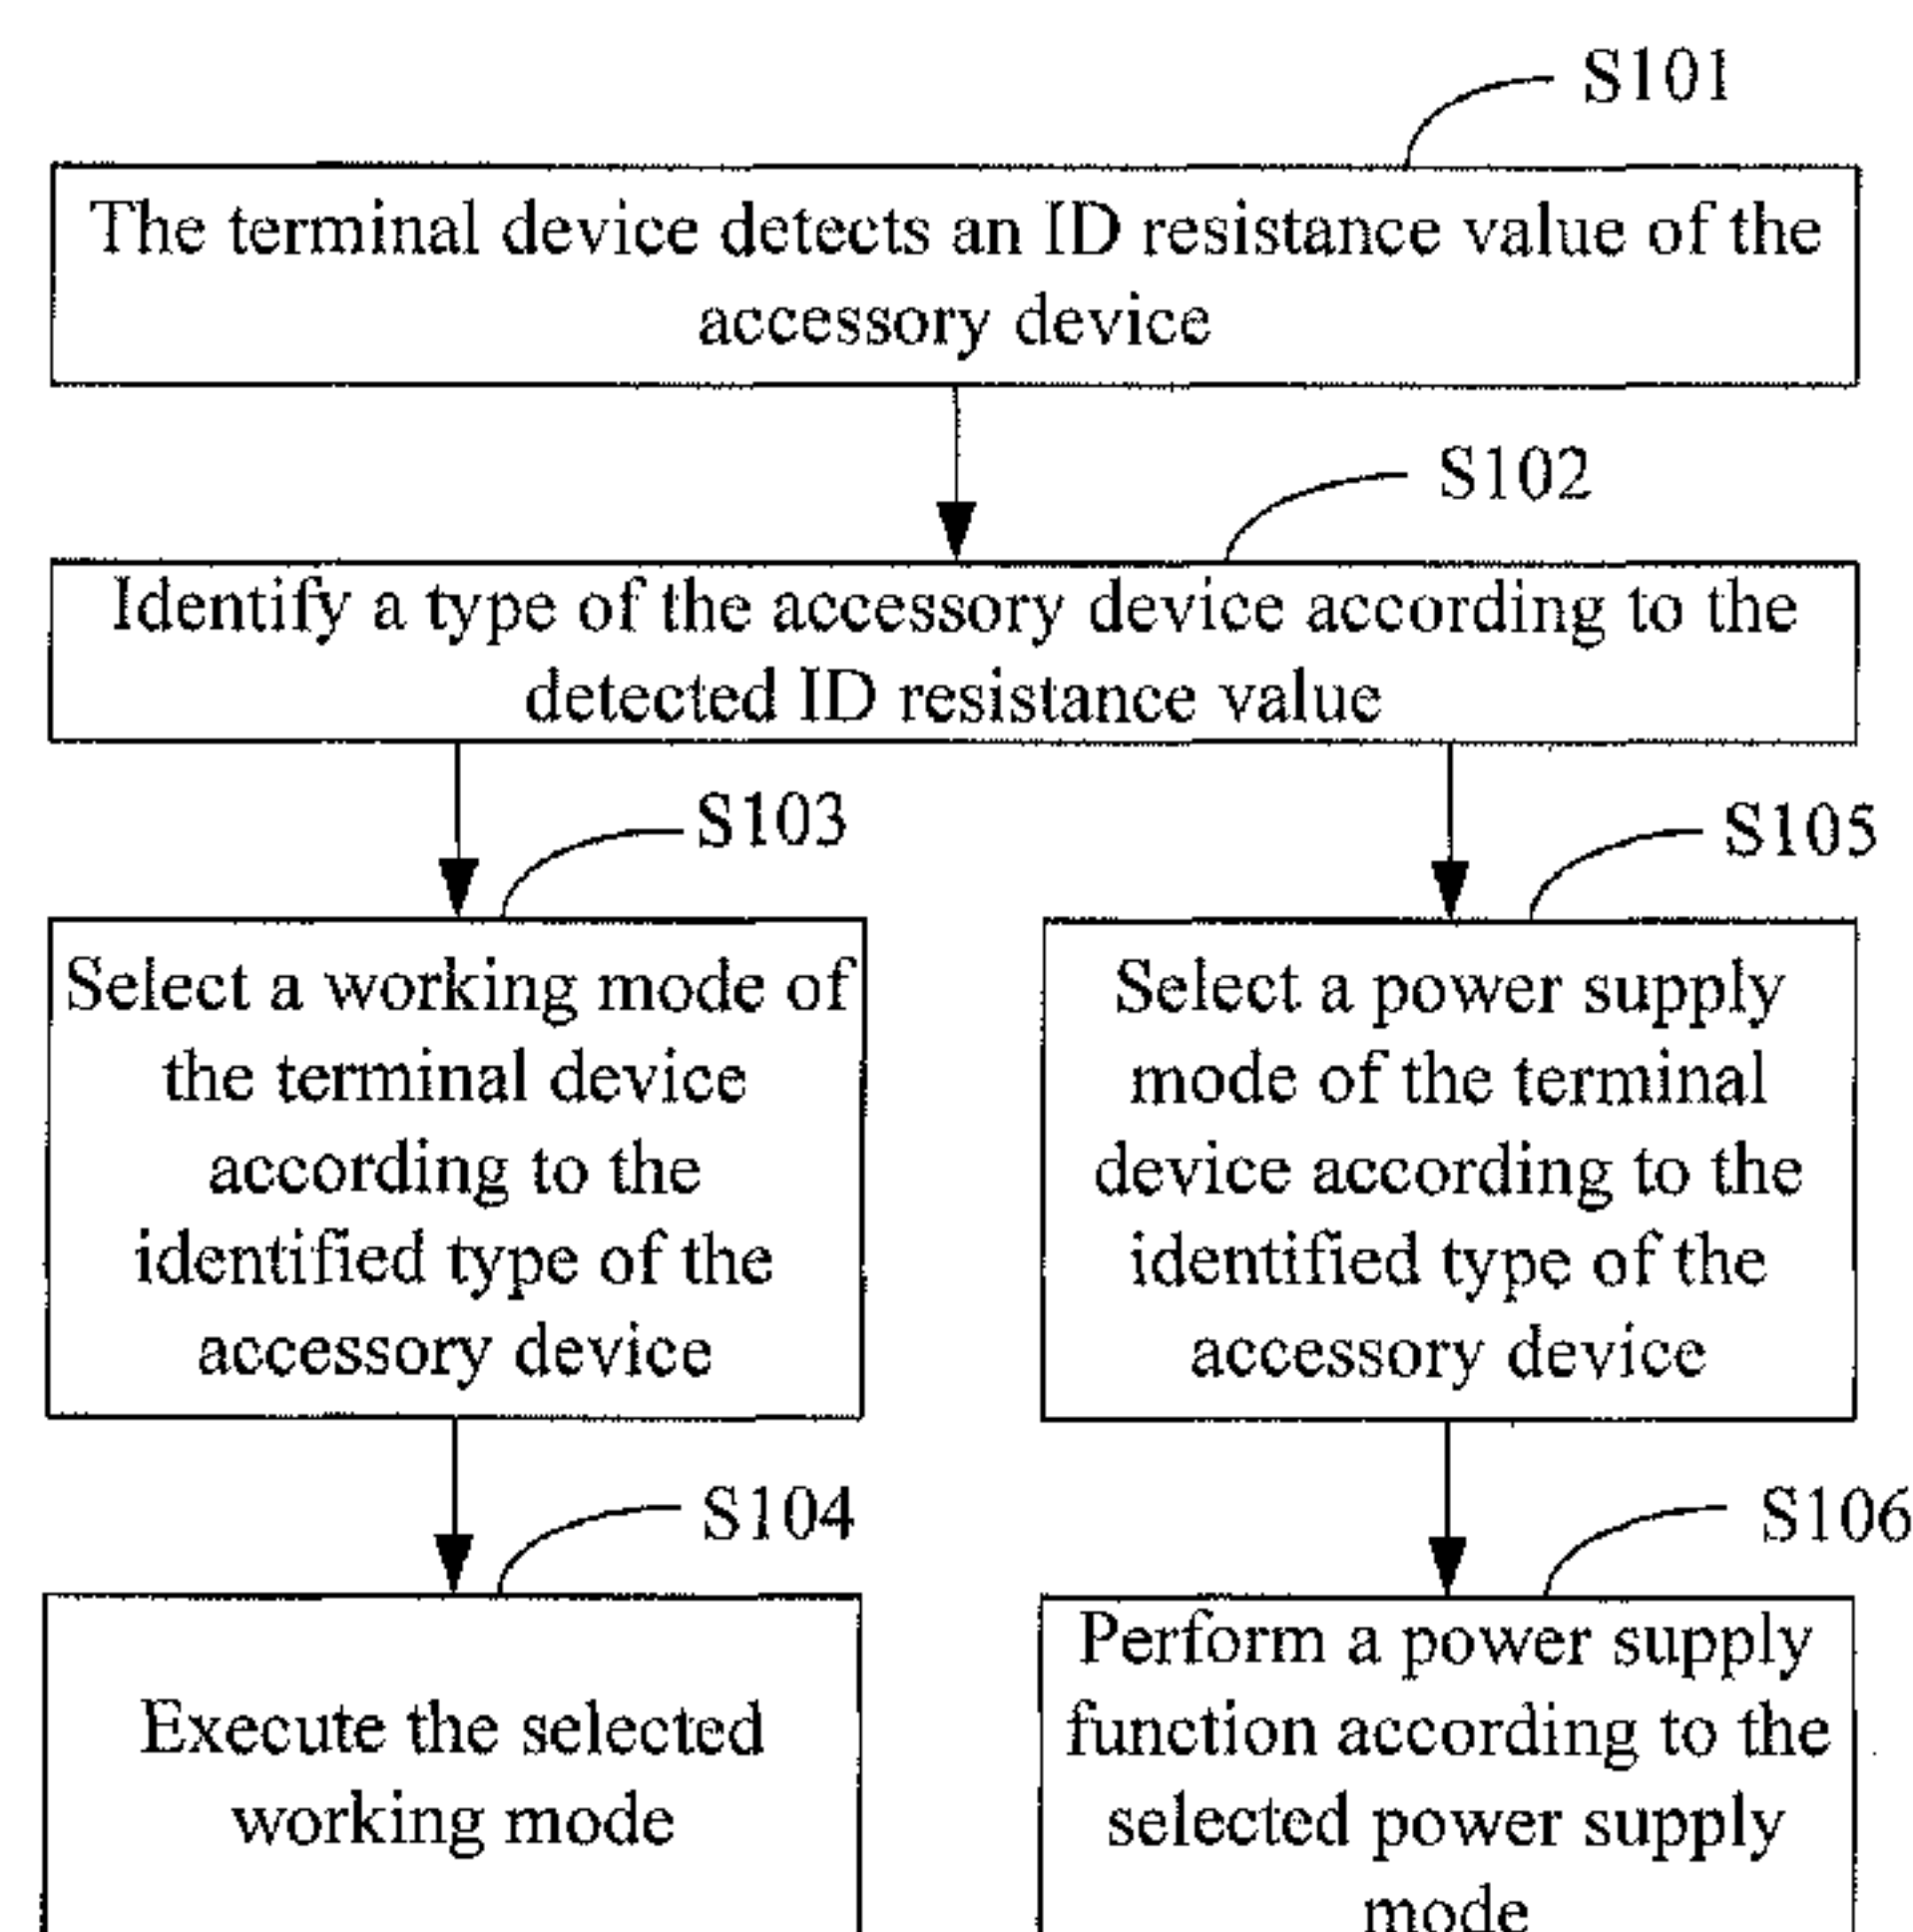 S101
The terminal device detects an ID resistance value of the
accessory device
S102
Identify a type of the accessory device according to the
detected ID resistance value
S103
Select a working mode of
the terminal device
according to the
identified type of the
accessory device
S105
Select a power supply
mode of the terminal
device according to the
identified type of the
accessory device
S104
Execute the selected
working mode
S106
Perform a power supply
function according to the
selected power supply
mode